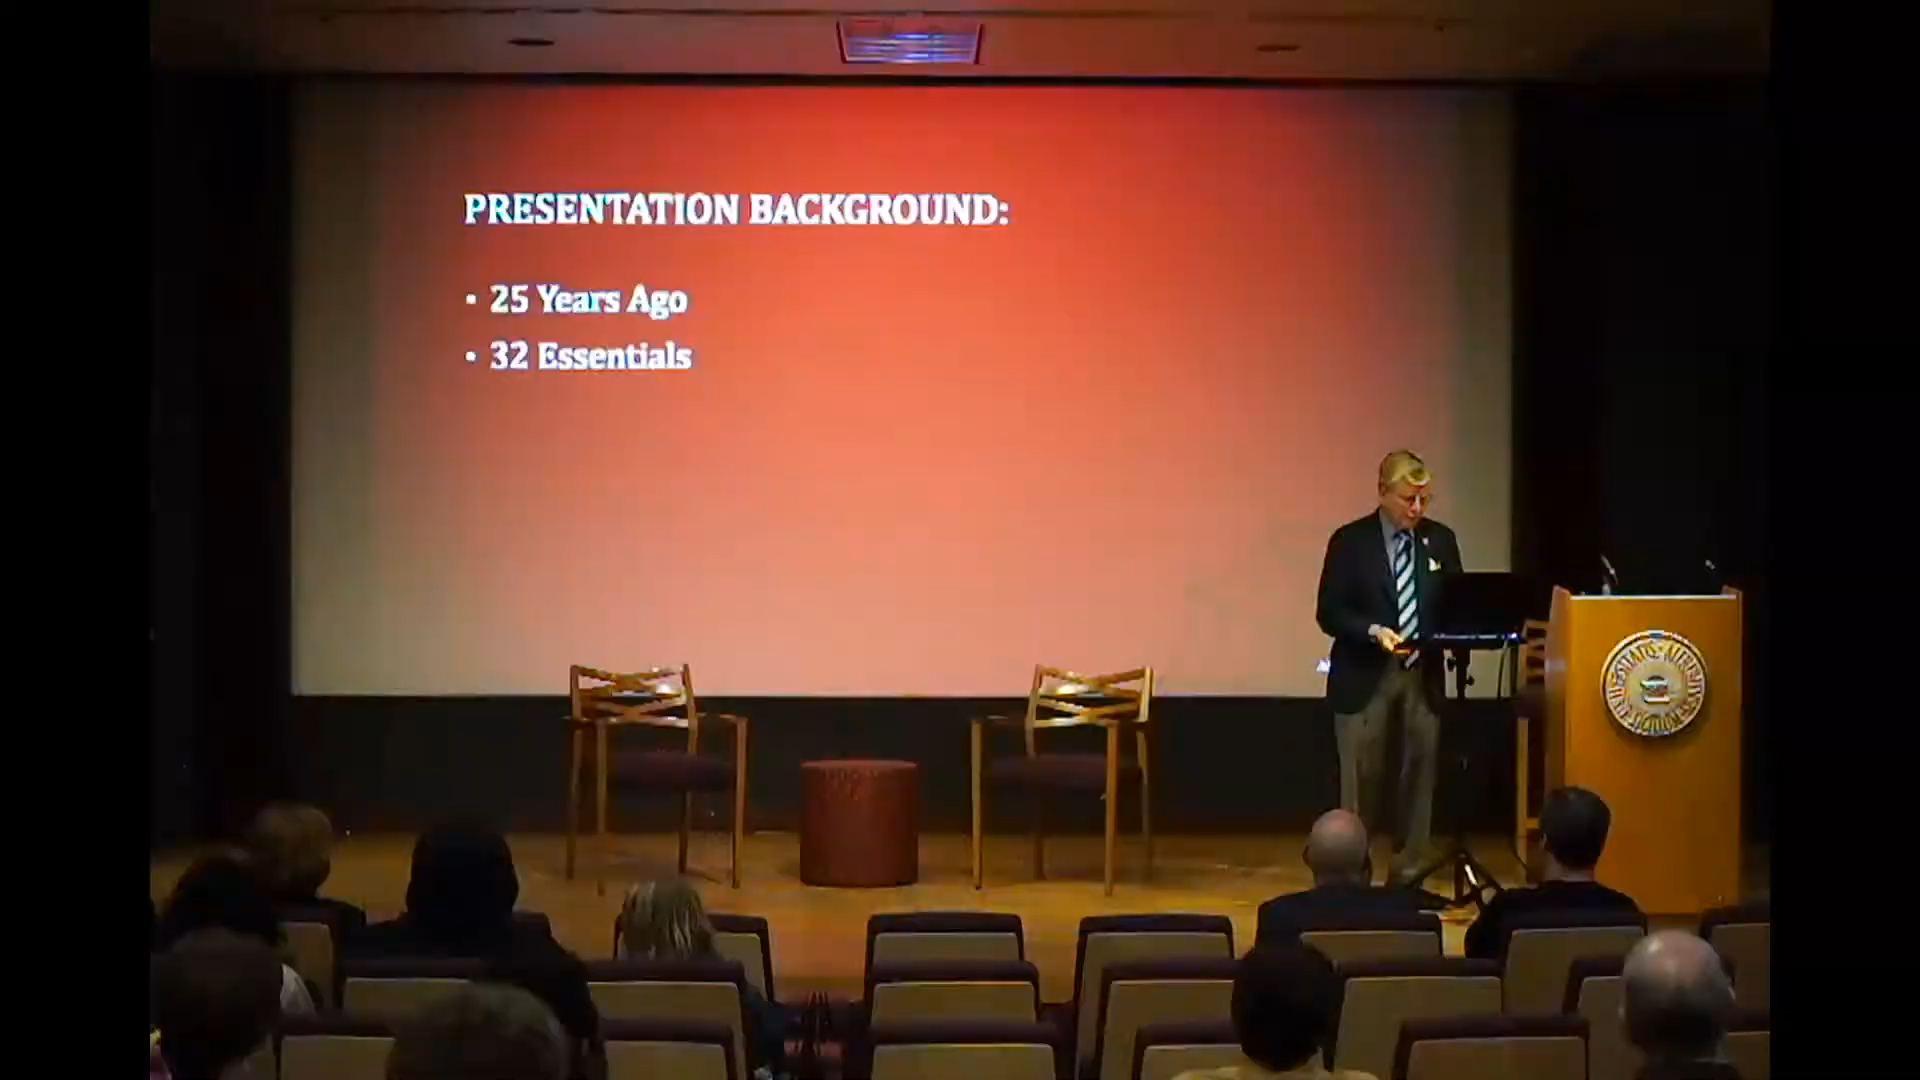 PRESENTATION BACKGROUND:
• 25 Years Ago
• 32 Essentials